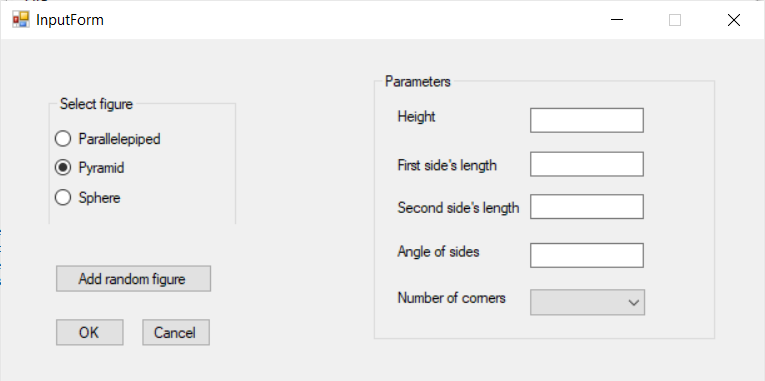 InputForm
Select figure
Parallelepiped
Pyramid
Sphere
Add random figure
OK
Cancel
Parameters
Height
First side's length
Second side's length
Angle of sides
Number of corners